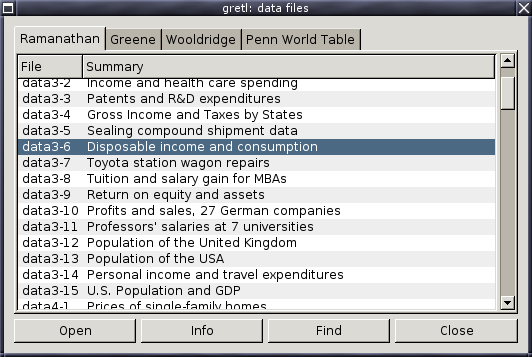 gretl: data files
Ramanathan Greene Wooldridge Penn World Table
File Summary
data3-2 Income and health care spending
data3-3 Patents and R&D expenditures
data3-4 Gross Income and Taxes by States
data3-5 Sealing compound shipment data
data3-6 Disposable income and consumption
data3-7 Toyota station wagon repairs
data3-8 Tuition and salary gain for MBAs
data3-9 Return on equity and assets
data3-10 Profits and sales, 27 German companies
data3-11 Professors' salaries at 7 universities
data3-12 Population of the United Kingdom
data3-13 Population of the USA
data3-14 Personal income and travel expenditures
data3-15 U.S. Population and GDP
data4-1 Prices of single-family homes
Open Info Find Close